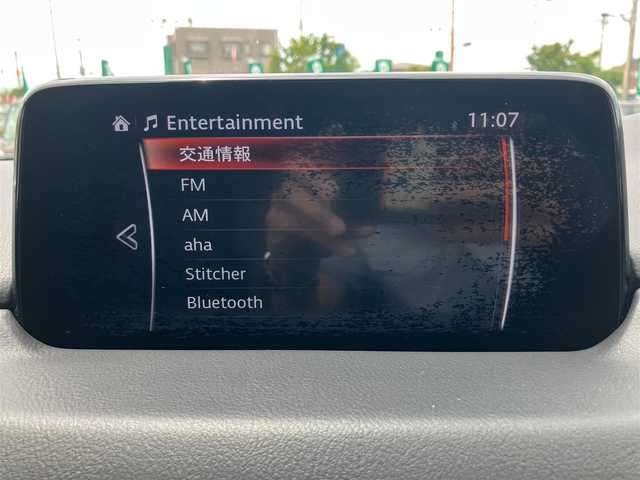 Entertainment 11:07
交通情報
FM
AM
aha
Stitcher
Bluetooth